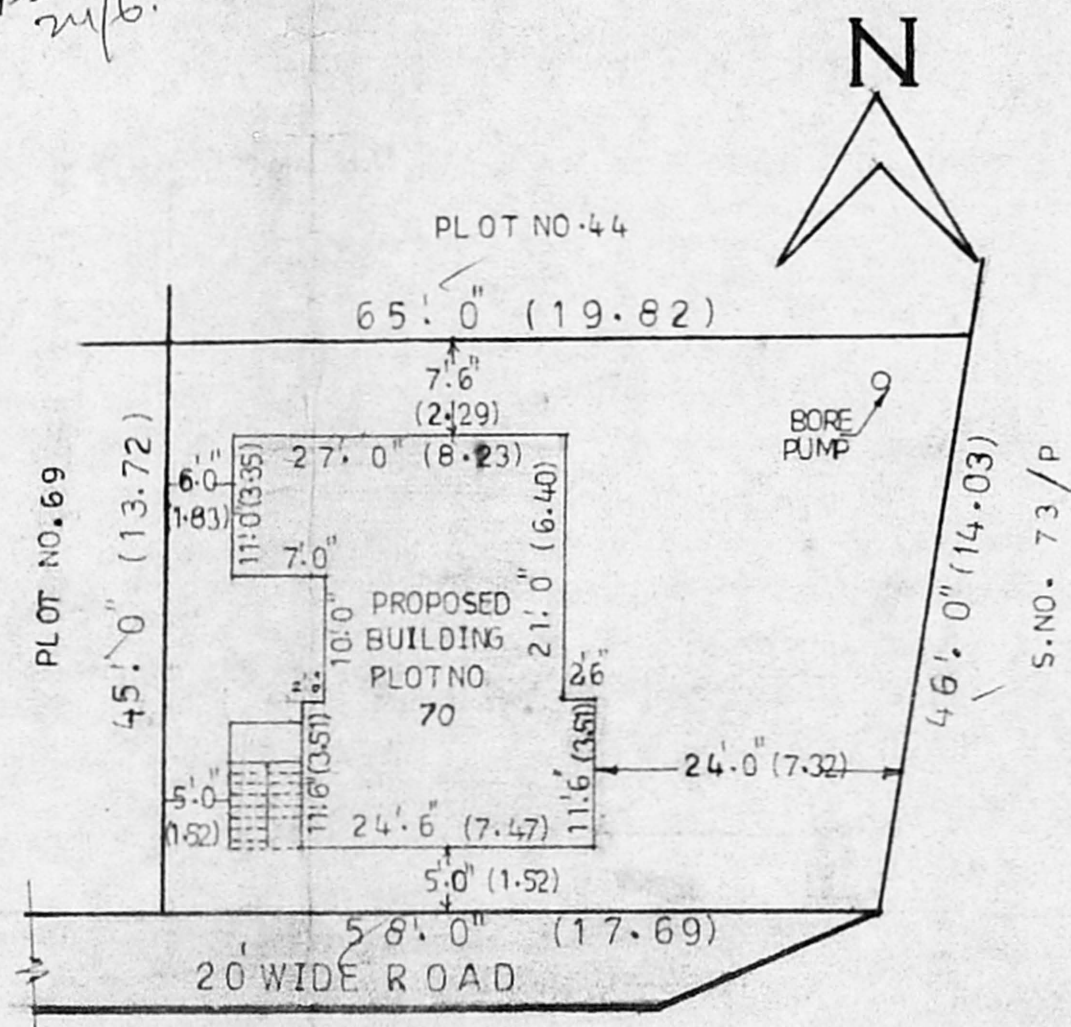 24/6.
N
PLOT NO.44
65'.0" (19.82)
7'.6"
(2.29)
BORE
PUMP
27'.0" (8.23)
6'.0"
(1.83)
11'.0" (3.35)
7'.0"
21'.0" (6.40)
10'.0"
PROPOSED
BUILDING
PLOT NO
70
2'.6"
PLOT NO.69
45'.0" (13.72)
46'.0" (14.03)
S.NO. 73/P
24'.0" (7.32)
5'.0"
(1.52)
11'.6" (3.51)
24'.6" (7.47)
11'.6" (3.51)
5'.0" (1.52)
58'.0" (17.69)
20' WIDE ROAD